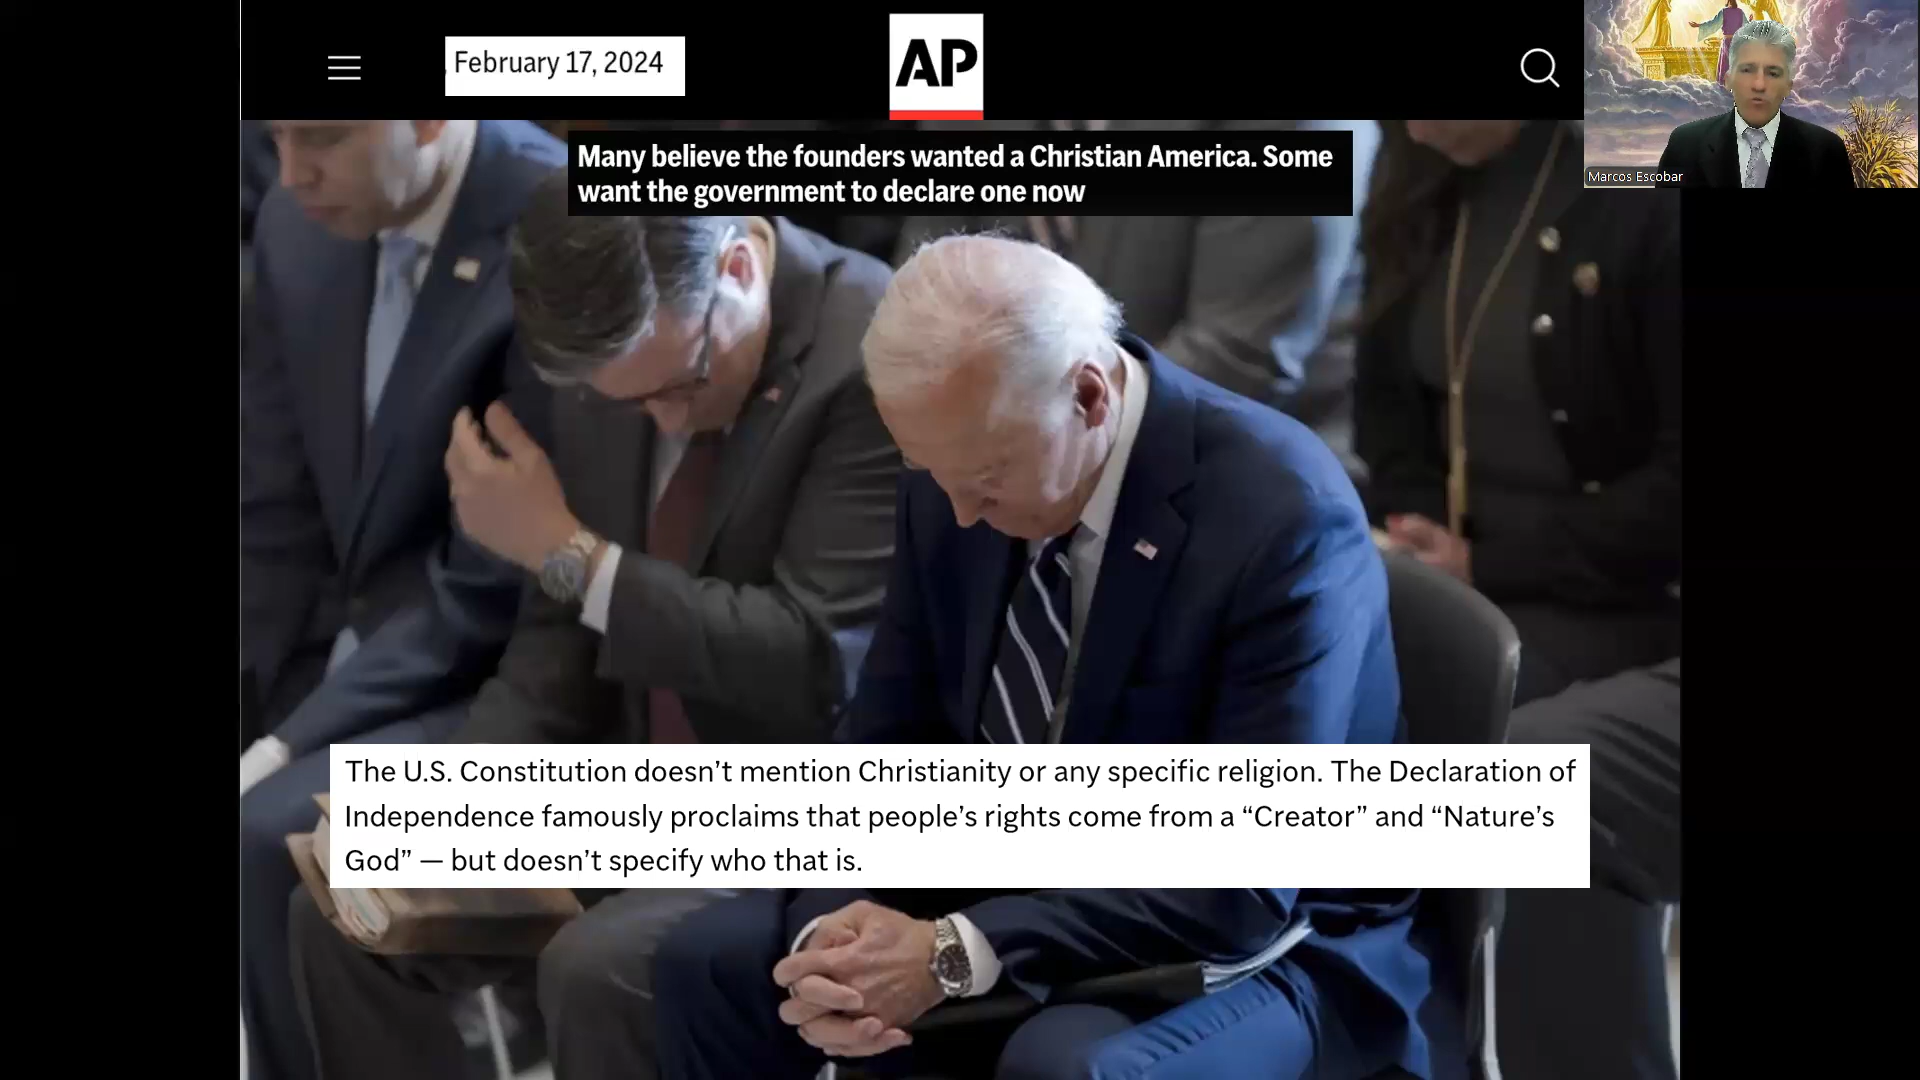 February 17, 2024
AP
Marcos Escobar
Many believe the founders wanted a Christian America. Some
want the government to declare one now
The U.S. Constitution doesn’t mention Christianity or any specific religion. The Declaration of
Independence famously proclaims that people’s rights come from a “Creator” and “Nature’s
God” — but doesn’t specify who that is.